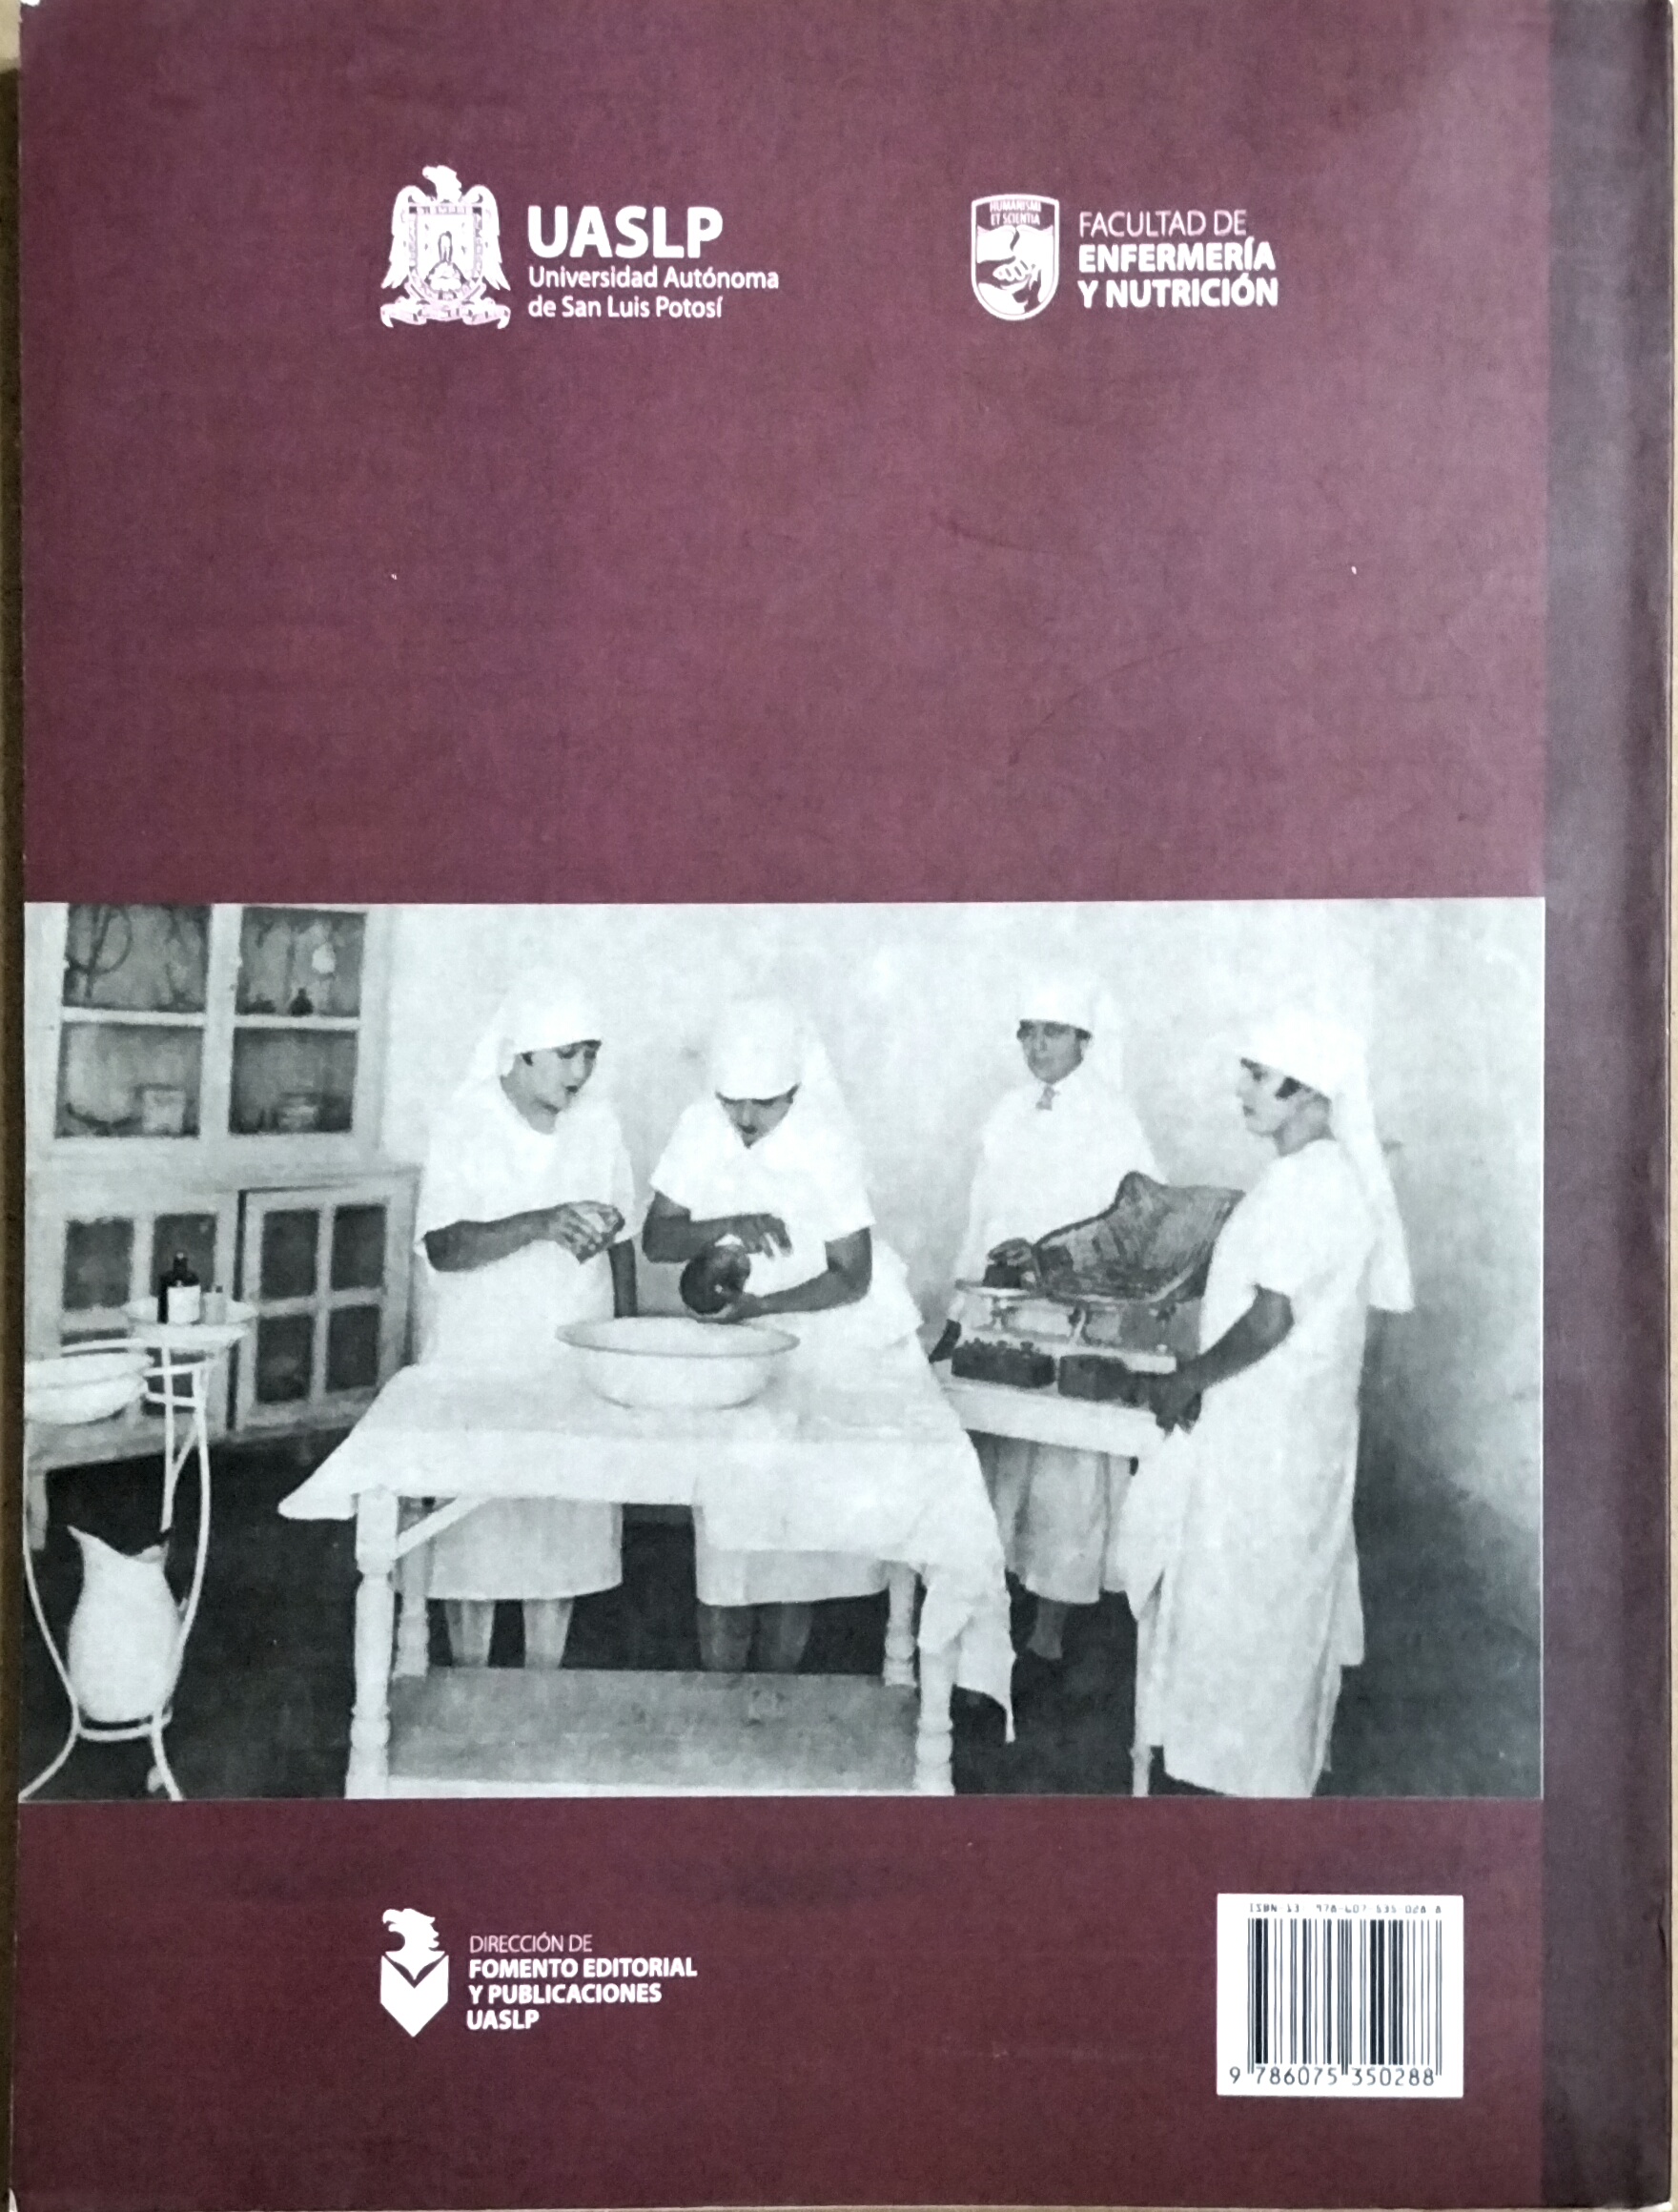 UASLP
Universidad Autónoma
de San Luis Potosí
HUMANISMI
ET SCIENTIA
FACULTAD DE
ENFERMERÍA
Y NUTRICIÓN
DIRECCIÓN DE
FOMENTO EDITORIAL
Y PUBLICACIONES
UASLP
ISBN-13: 978-607-535-028-8
9 786075 350288